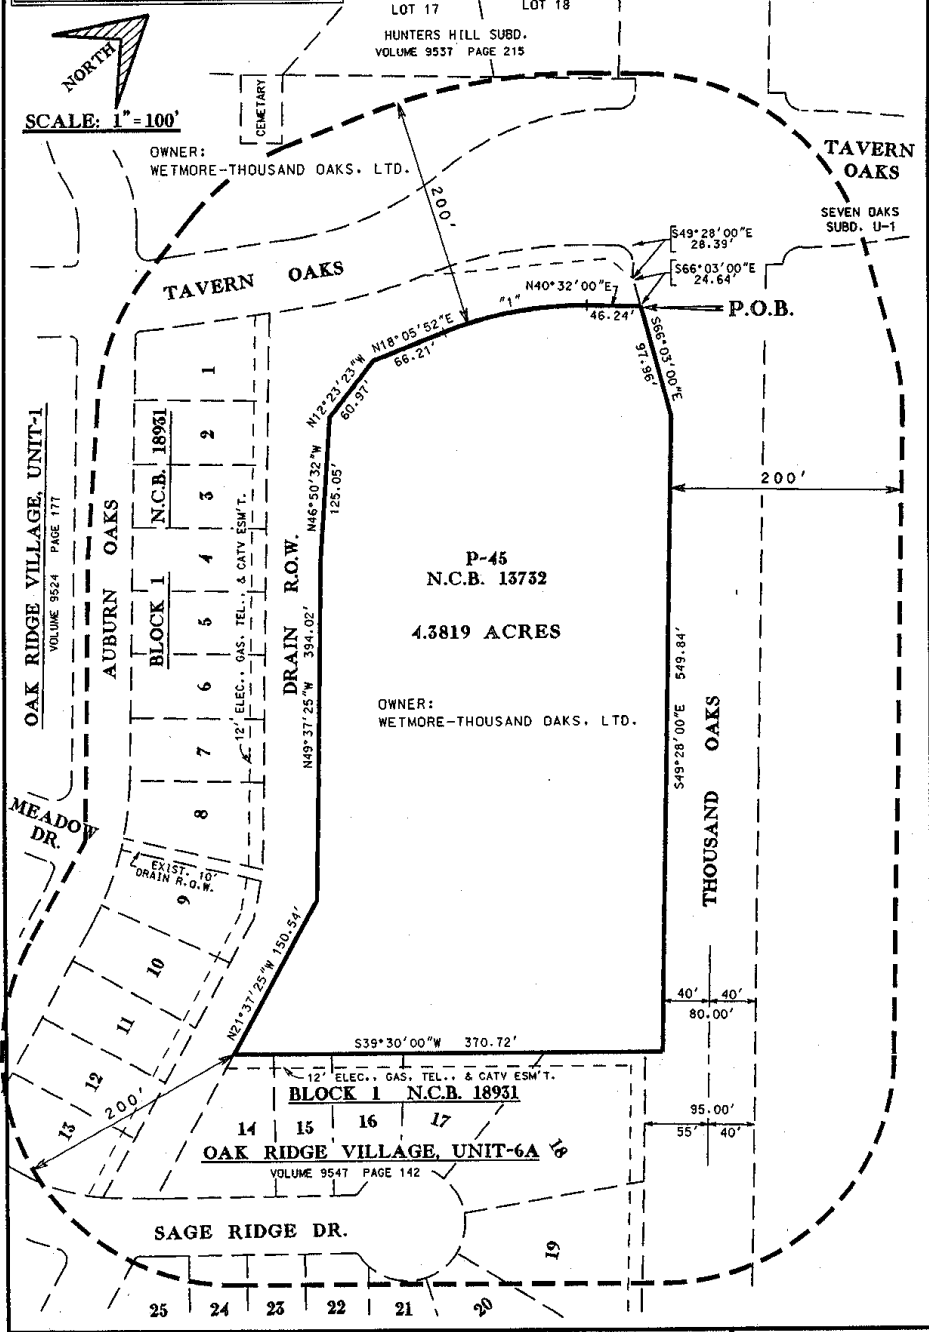 LOT 17
LOT 18
HUNTERS HILL SUBD.
VOLUME 9537 PAGE 215
NORTH
SCALE: 1"=100'
CEMETARY
OWNER:
WETMORE-THOUSAND OAKS, LTD.
TAVERN
OAKS
SEVEN OAKS
SUBD. U-1
200'
S49°28'00"E
28.39'
S66°03'00"E
24.64'
TAVERN OAKS
N40°32'00"E
46.24'
"1"
P.O.B.
N18°05'52"E
66.21'
S66°03'00"E
97.96'
N12°23'23"W
60.97'
1
2
3
4
5
6
7
8
N.C.B. 18931
BLOCK 1
OAK RIDGE VILLAGE, UNIT-1
VOLUME 9524 PAGE 177
AUBURN OAKS
12' ELEC., GAS, TEL., & CATV ESM'T.
DRAIN R.O.W.
N46°50'32"W
125.05'
N49°37'25"W 394.02'
200'
P-45
N.C.B. 13732
4.3819 ACRES
OWNER:
WETMORE-THOUSAND OAKS, LTD.
S49°28'00"E 549.84'
THOUSAND OAKS
MEADOW
DR.
EXIST. 10'
DRAIN R.O.W.
9
10
11
12
13
N21°37'25"W 150.54'
200'
40' 40'
80.00'
S39°30'00"W 370.72'
12' ELEC., GAS, TEL., & CATV ESM'T.
BLOCK 1 N.C.B. 18931
95.00'
55' 40'
14 15 16 17 18
OAK RIDGE VILLAGE, UNIT-6A
VOLUME 9547 PAGE 142
SAGE RIDGE DR.
19
25 24 23 22 21 20